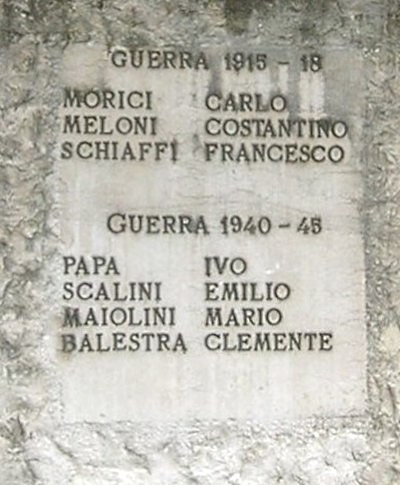 GUERRA 1915 - 18
MORICI CARLO
MELONI COSTANTINO
SCHIAFFI FRANCESCO
GUERRA 1940 - 45
PAPA IVO
SCALINI EMILIO
MAIOLINI MARIO
BALESTRA CLEMENTE